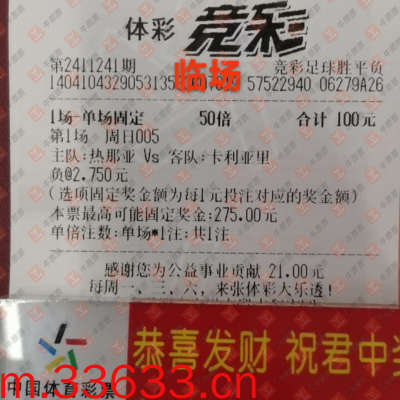 体彩 竞彩
第2411241期 竞彩足球胜平负
临场 57522940 06279A26
1场-单场固定 50倍 合计 100元
第1场 周日005
主队:热那亚 Vs 客队:卡利亚里
负@2.750元
(选项固定奖金额为每1元投注对应的奖金额)
本票最高可能固定奖金:275.00元
单倍注数:单场*1注:共1注
感谢您为公益事业贡献 21.00元
每周一、三、六,来张体彩大乐透!
恭喜发财 祝君中奖
中国体育彩票
m.33633.cn